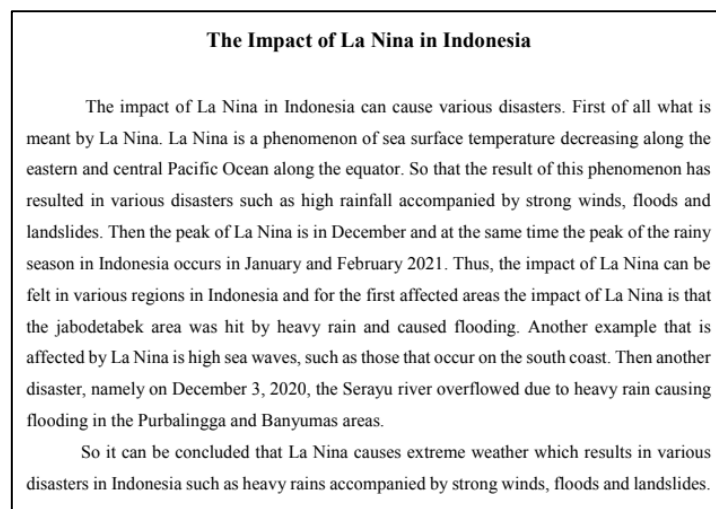 The Impact of La Nina in Indonesia
The impact of La Nina in Indonesia can cause various disasters. First of all what is
meant by La Nina. La Nina is a phenomenon of sea surface temperature decreasing along the
eastern and central Pacific Ocean along the equator. So that the result of this phenomenon has
resulted in various disasters such as high rainfall accompanied by strong winds, floods and
landslides. Then the peak of La Nina is in December and at the same time the peak of the rainy
season in Indonesia occurs in January and February 2021. Thus, the impact of La Nina can be
felt in various regions in Indonesia and for the first affected areas the impact of La Nina is that
the jabodetabek area was hit by heavy rain and caused flooding. Another example that is
affected by La Nina is high sea waves, such as those that occur on the south coast. Then another
disaster, namely on December 3, 2020, the Serayu river overflowed due to heavy rain causing
flooding in the Purbalingga and Banyumas areas.
So it can be concluded that La Nina causes extreme weather which results in various
disasters in Indonesia such as heavy rains accompanied by strong winds, floods and landslides.